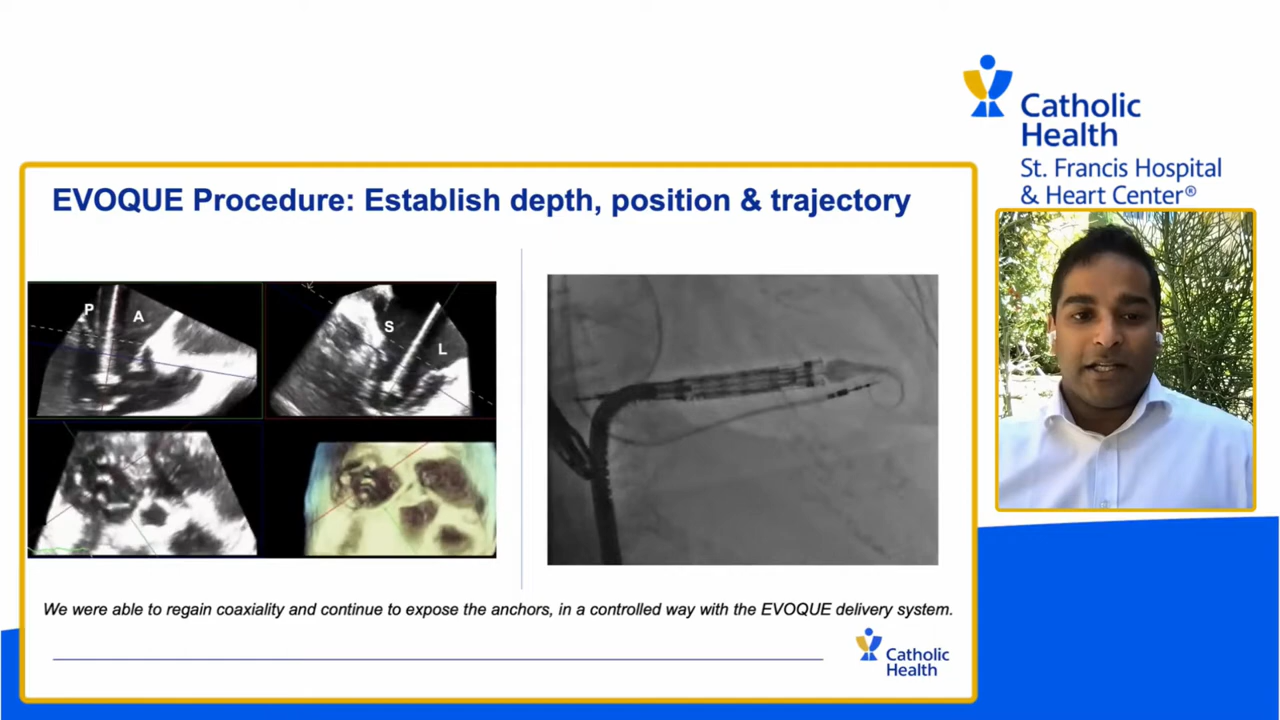 Catholic
Health
St. Francis Hospital
& Heart Center®
EVOQUE Procedure: Establish depth, position & trajectory
P
A
S
L
We were able to regain coaxiality and continue to expose the anchors, in a controlled way with the EVOQUE delivery system.
Catholic
Health